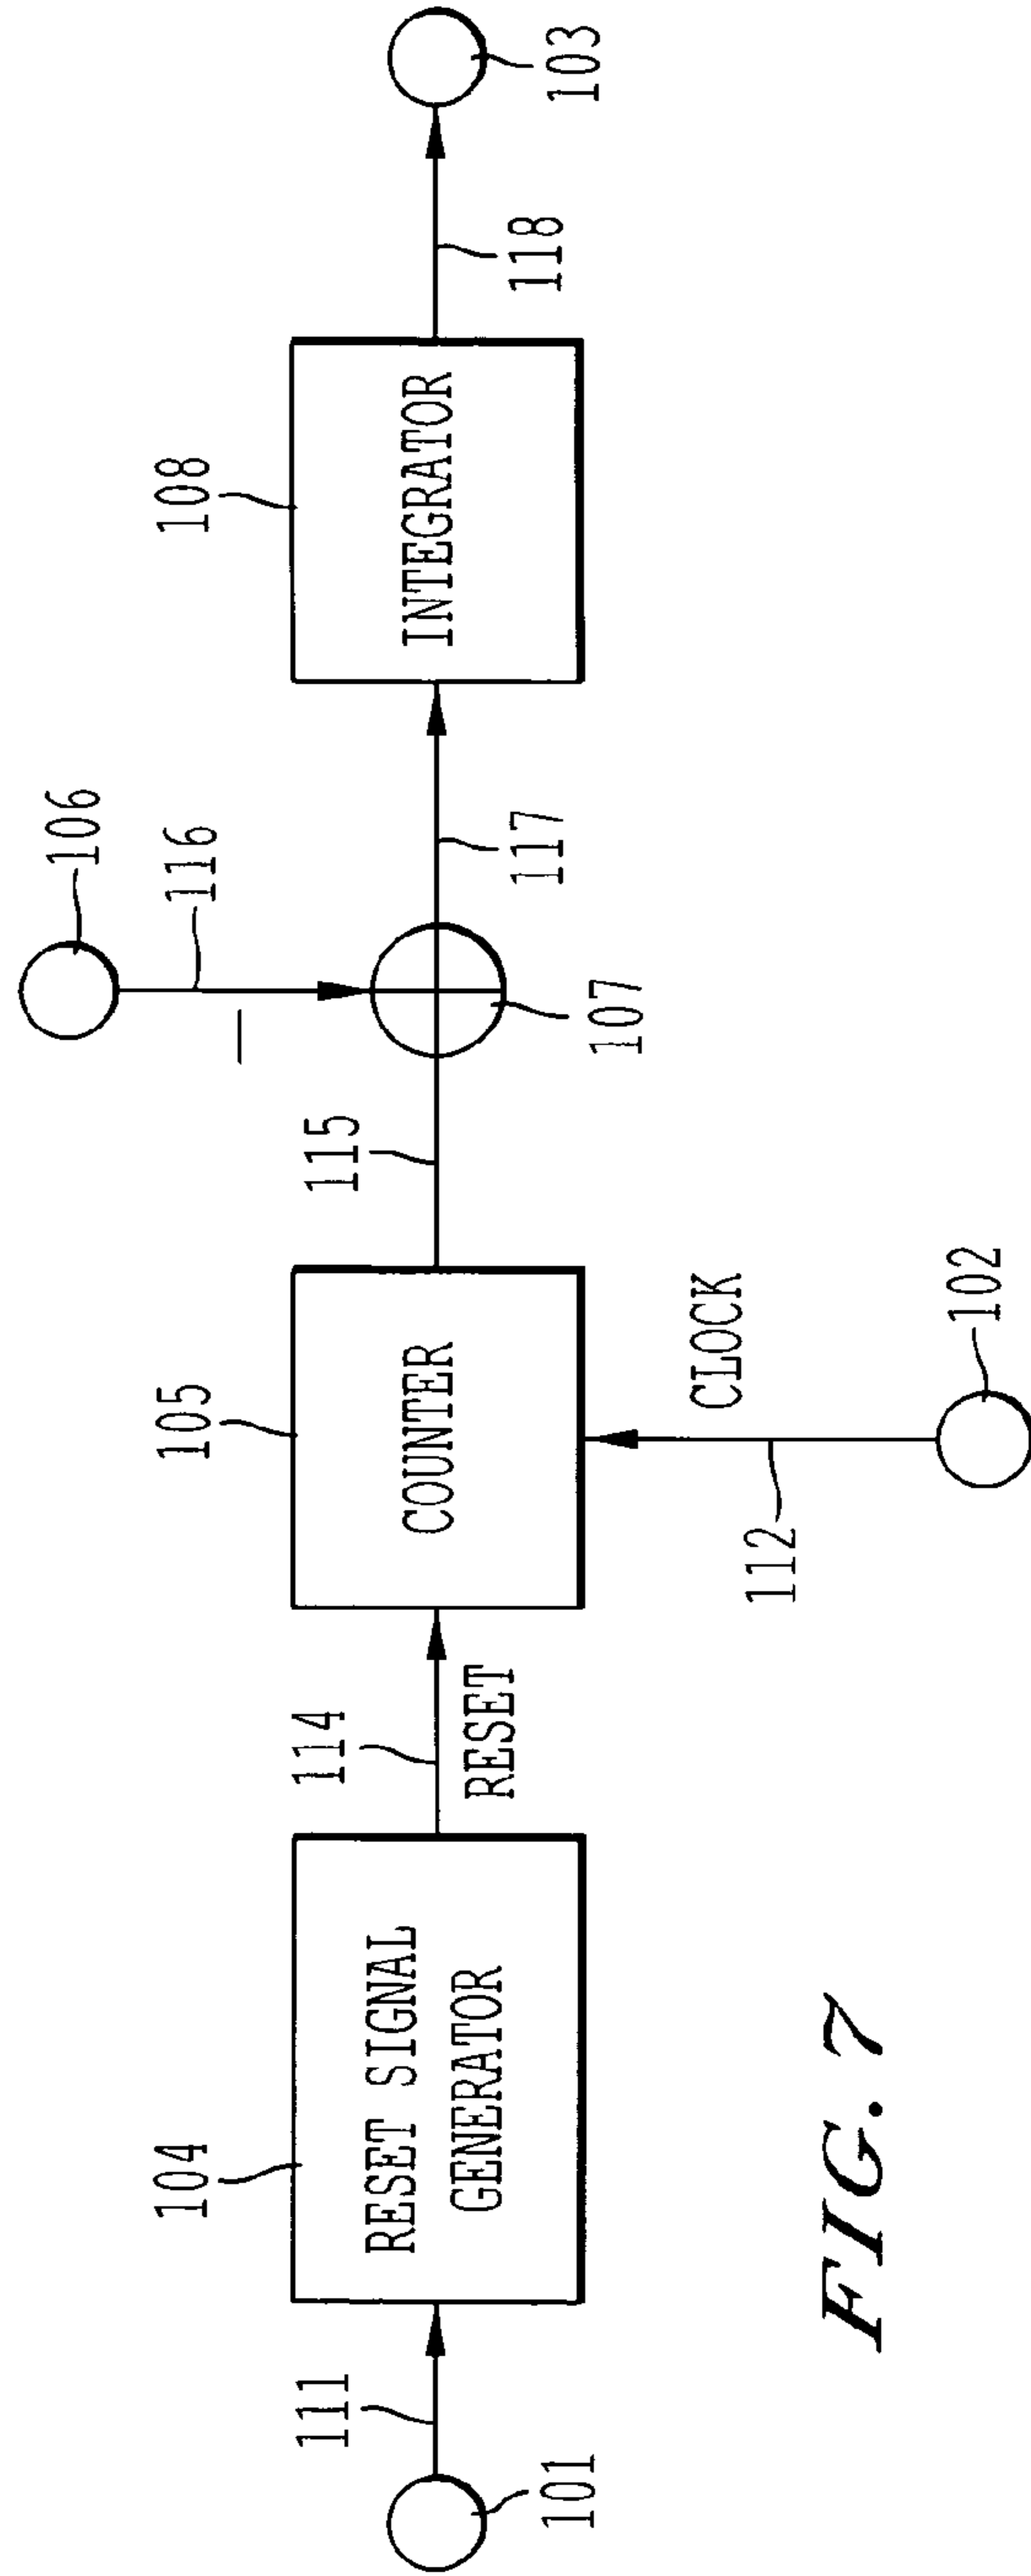 101
111
104
RESET SIGNAL
GENERATOR
114
RESET
105
COUNTER
112
CLOCK
102
115
106
116
—
107
117
108
INTEGRATOR
118
103
FIG. 7